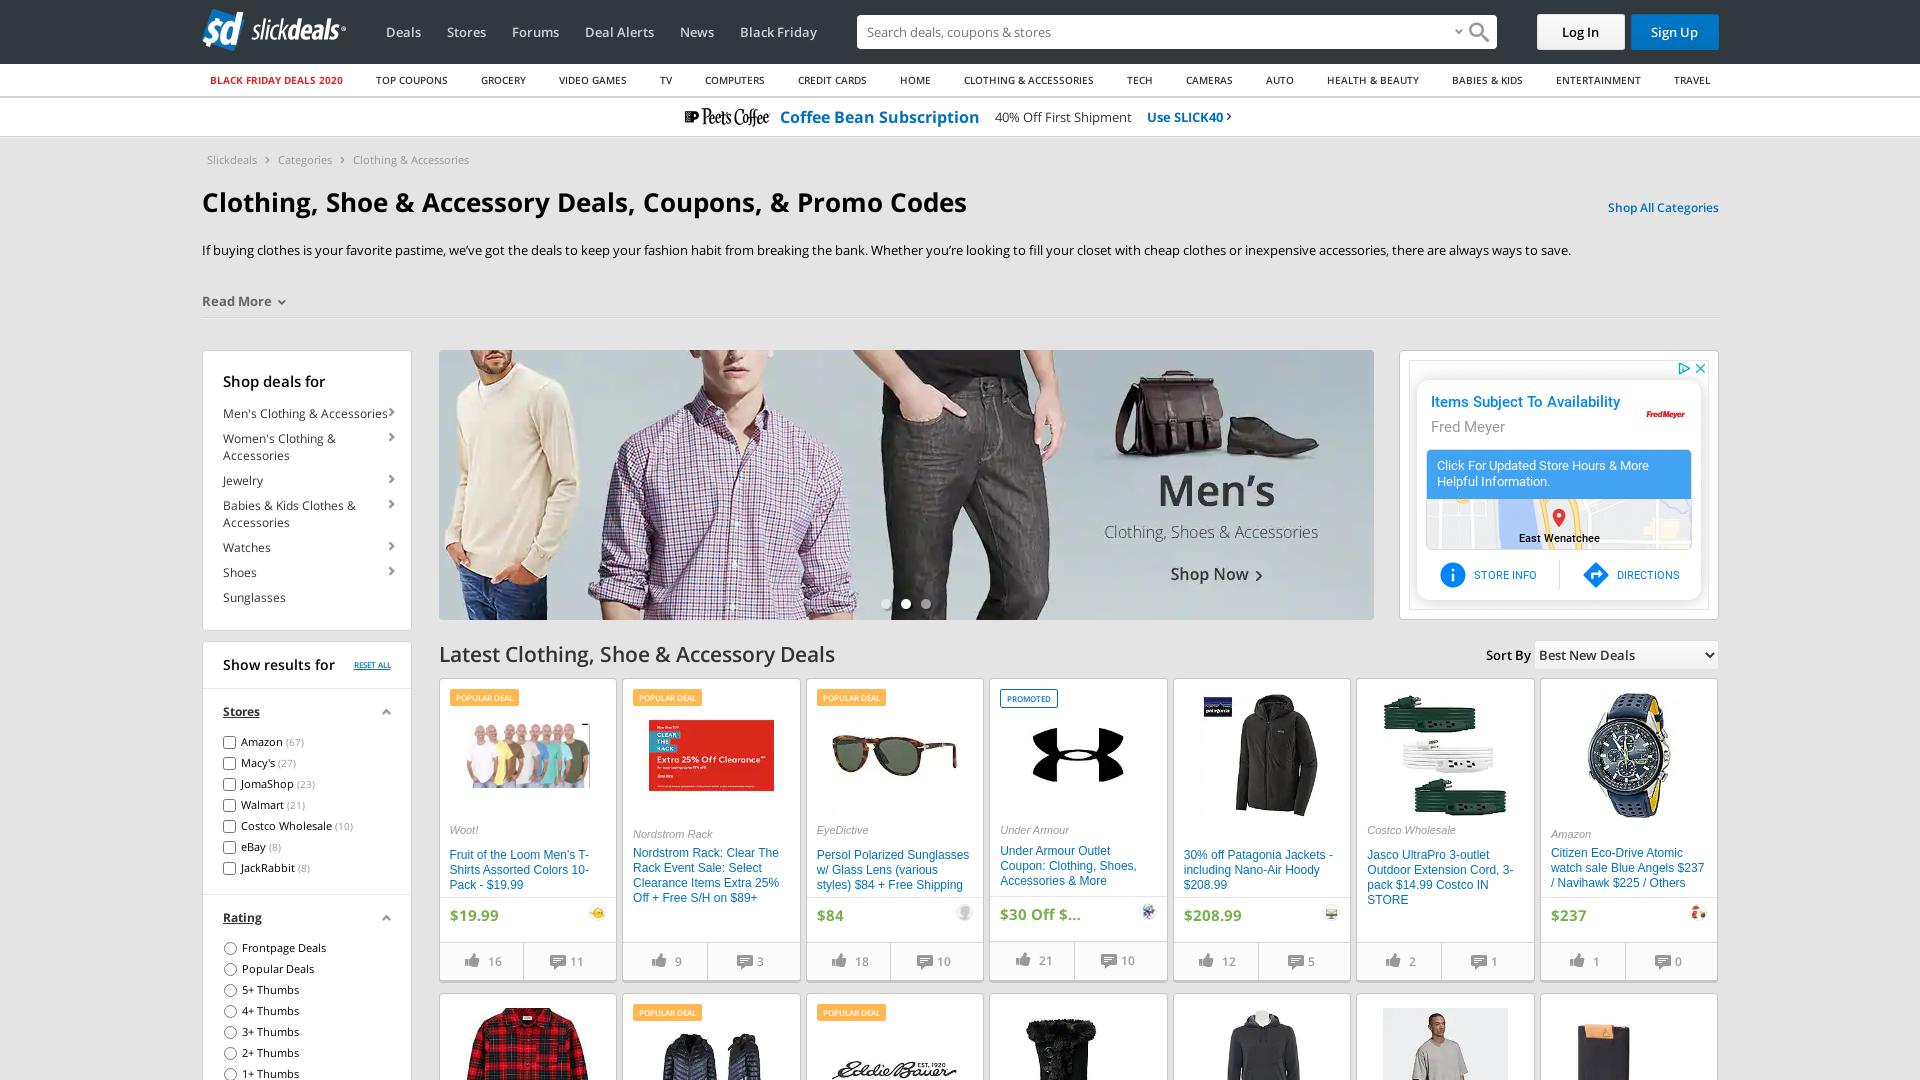 slickdeals
Deals
Stores
Forums
Deal Alerts
News
Black Friday
Search deals, coupons & stores
Log In
Sign Up
BLACK FRIDAY DEALS 2020
TOP COUPONS
GROCERY
VIDEO GAMES
TV
COMPUTERS
CREDIT CARDS
HOME
CLOTHING & ACCESSORIES
TECH
CAMERAS
AUTO
HEALTH & BEAUTY
BABIES & KIDS
ENTERTAINMENT
TRAVEL
Peet's Coffee Coffee Bean Subscription 40% Off First Shipment Use SLICK40
Slickdeals
Categories
Clothing & Accessories
Clothing, Shoe & Accessory Deals, Coupons, & Promo Codes
Shop All Categories
If buying clothes is your favorite pastime, we’ve got the deals to keep your fashion habit from breaking the bank. Whether you’re looking to fill your closet with cheap clothes or inexpensive accessories, there are always ways to save.
Read More
Shop deals for
Men's Clothing & Accessories
Women's Clothing &
Accessories
Jewelry
Babies & Kids Clothes &
Accessories
Watches
Shoes
Sunglasses
Men’s
Clothing, Shoes & Accessories
Shop Now
Items Subject To Availability
Fred Meyer
FredMeyer
Click For Updated Store Hours & More
Helpful Information.
East Wenatchee
STORE INFO
DIRECTIONS
Show results for
RESET ALL
Stores
Amazon (67)
Macy's (27)
JomaShop (23)
Walmart (21)
Costco Wholesale (10)
eBay (8)
JackRabbit (8)
Rating
Frontpage Deals
Popular Deals
5+ Thumbs
4+ Thumbs
3+ Thumbs
2+ Thumbs
1+ Thumbs
Latest Clothing, Shoe & Accessory Deals
Sort By
Best New Deals
POPULAR DEAL
Woot!
Fruit of the Loom Men's T-
Shirts Assorted Colors 10-
Pack - $19.99
$19.99
16
11
POPULAR DEAL
CLEAR
THE
RACK
Extra 25% Off Clearance**
Nordstrom Rack
Nordstrom Rack: Clear The
Rack Event Sale: Select
Clearance Items Extra 25%
Off + Free S/H on $89+
9
3
POPULAR DEAL
EyeDictive
Persol Polarized Sunglasses
w/ Glass Lens (various
styles) $84 + Free Shipping
$84
18
10
PROMOTED
Under Armour
Under Armour Outlet
Coupon: Clothing, Shoes,
Accessories & More
$30 Off $...
21
10
patagonia
30% off Patagonia Jackets -
including Nano-Air Hoody
$208.99
$208.99
12
5
Costco Wholesale
Jasco UltraPro 3-outlet
Outdoor Extension Cord, 3-
pack $14.99 Costco IN
STORE
2
1
Amazon
Citizen Eco-Drive Atomic
watch sale Blue Angels $237
/ Navihawk $225 / Others
$237
1
0
POPULAR DEAL
POPULAR DEAL
EST. 1920
Eddie Bauer